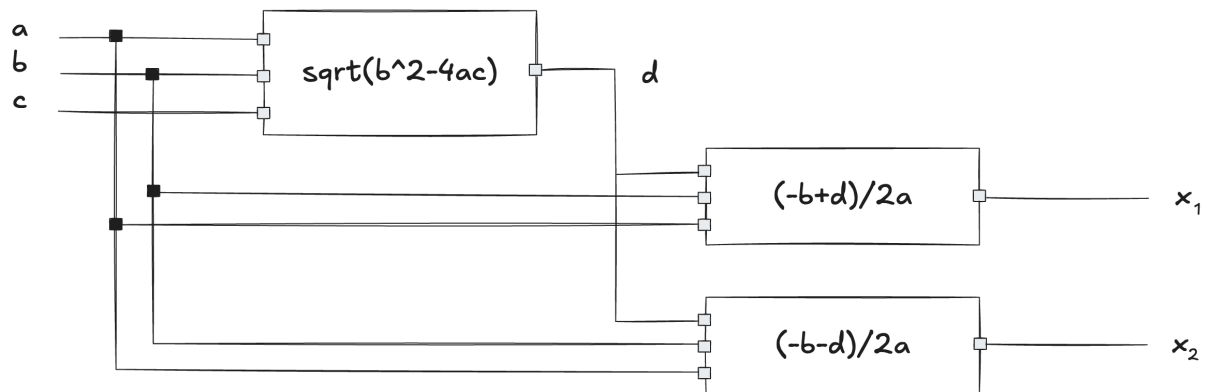 a
b
c
sqrt(b^2-4ac)
d
(-b+d)/2a
x₁
(-b-d)/2a
x₂